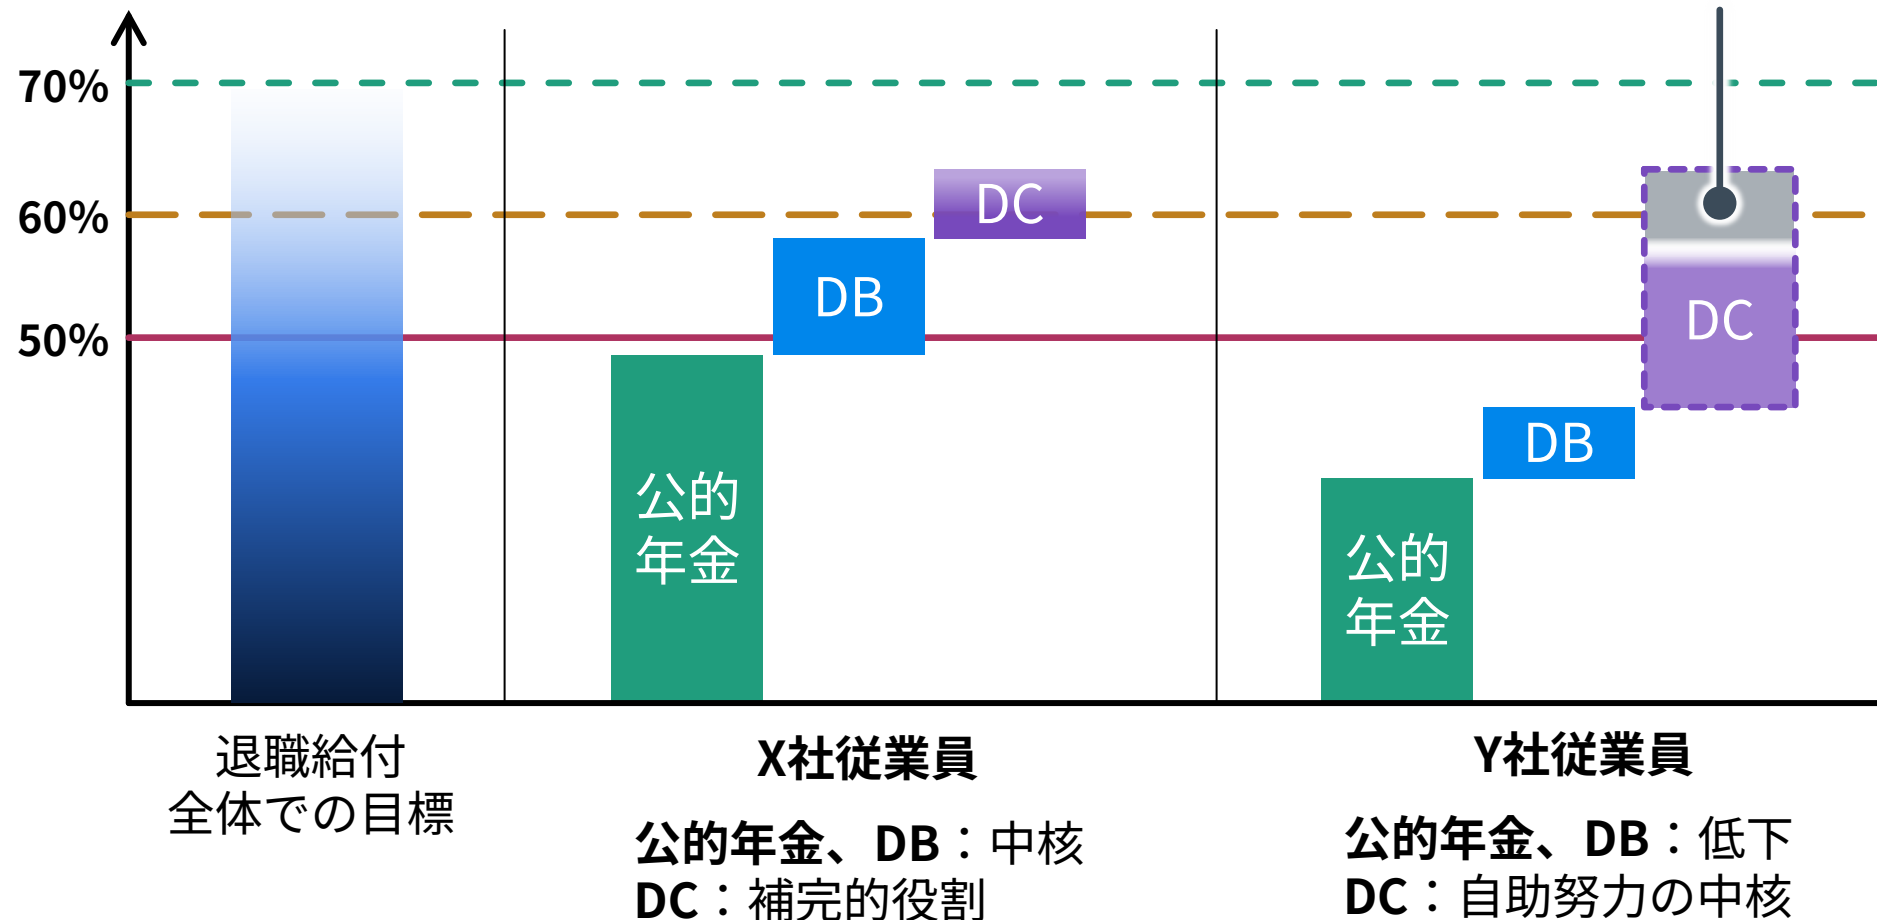 70%
60%
50%
DC
DB
公的
年金
DC
DB
公的
年金
退職給付
全体での目標
X社従業員
公的年金、DB：中核
DC：補完的役割
Y社従業員
公的年金、DB：低下
DC：自助努力の中核